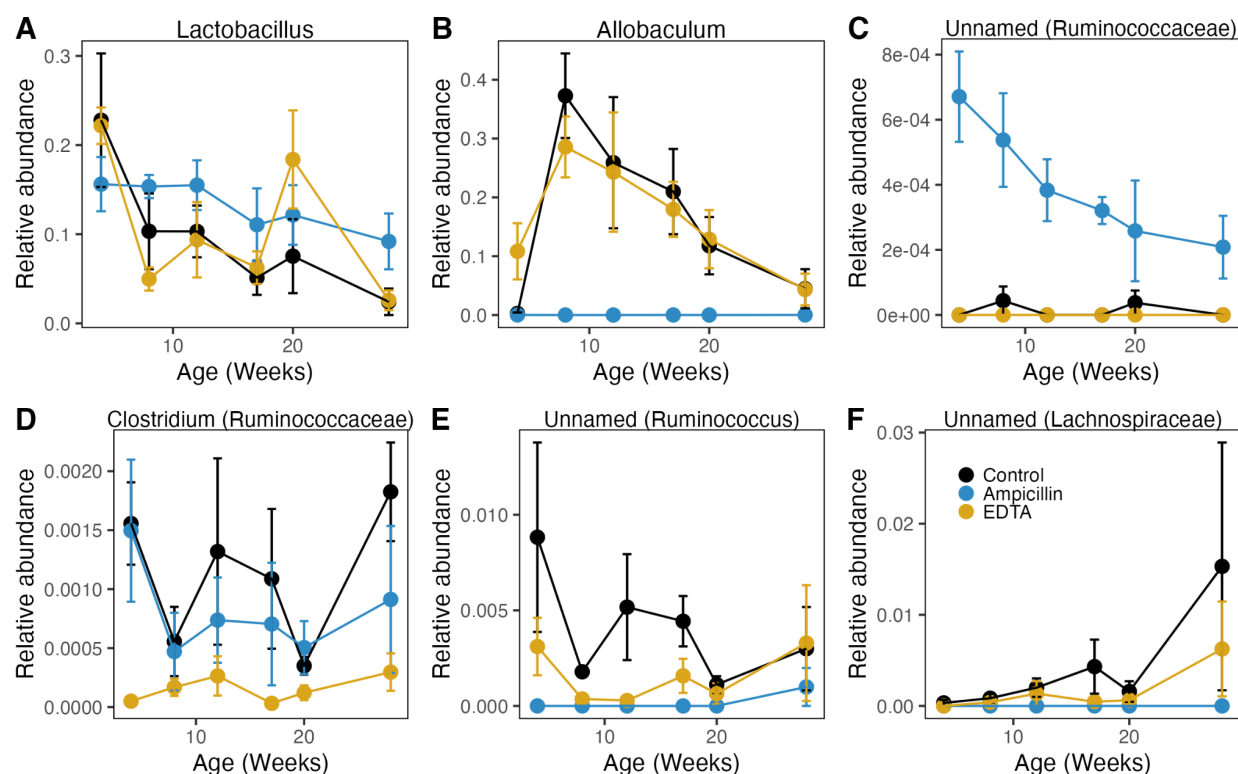 A
Lactobacillus
Relative abundance
0.3
0.2
0.1
0.0
10
20
Age (Weeks)
B
Allobaculum
Relative abundance
0.4
0.3
0.2
0.1
0.0
10
20
Age (Weeks)
C
Unnamed (Ruminococcaceae)
Relative abundance
8e-04
6e-04
4e-04
2e-04
0e+00
10
20
Age (Weeks)
D
Clostridium (Ruminococcaceae)
Relative abundance
0.0020
0.0015
0.0010
0.0005
0.0000
10
20
Age (Weeks)
E
Unnamed (Ruminococcus)
Relative abundance
0.010
0.005
0.000
10
20
Age (Weeks)
F
Unnamed (Lachnospiraceae)
Relative abundance
0.03
0.02
0.01
0.00
Control
Ampicillin
EDTA
10
20
Age (Weeks)